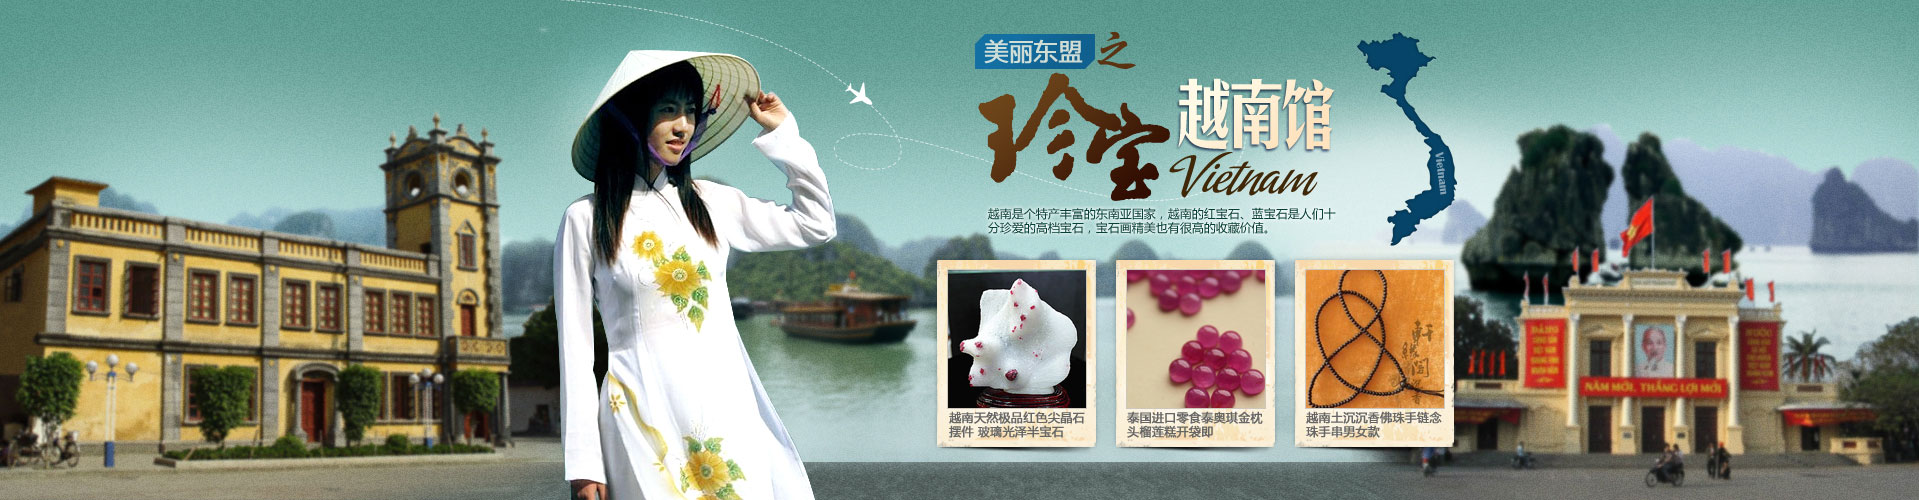 美丽东盟之
珍宝
越南馆
Vietnam
Vietnam
越南是个特产丰富的东南亚国家，越南的红宝石、蓝宝石是人们十
分珍爱的高档宝石，宝石画精美也有很高的收藏价值。
越南天然极品红色尖晶石
摆件 玻璃光泽半宝石
泰国进口零食泰奥琪金枕
头榴莲糕开袋即
越南土沉沉香佛珠手链念
珠手串男女款
NĂM MỚI, THẮNG LỢI MỚI